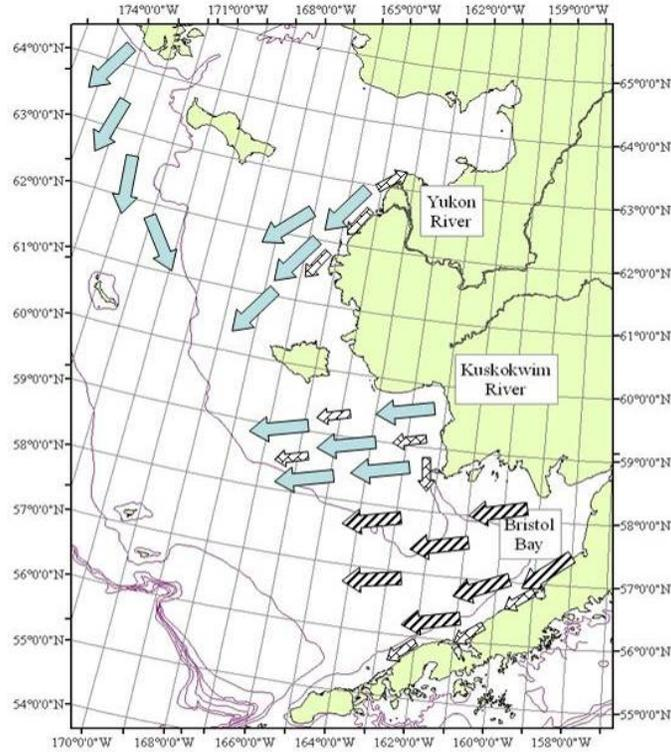 174°0'0"W 171°0'0"W 168°0'0"W 165°0'0"W 162°0'0"W 159°0'0"W
64°0'0"N
65°0'0"N
63°0'0"N
64°0'0"N
62°0'0"N
Yukon
River
63°0'0"N
61°0'0"N
62°0'0"N
60°0'0"N
61°0'0"N
59°0'0"N
Kuskokwim
River
60°0'0"N
58°0'0"N
59°0'0"N
57°0'0"N
58°0'0"N
Bristol
Bay
56°0'0"N
57°0'0"N
55°0'0"N
56°0'0"N
54°0'0"N
55°0'0"N
170°0'0"W 168°0'0"W 166°0'0"W 164°0'0"W 162°0'0"W 160°0'0"W 158°0'0"W